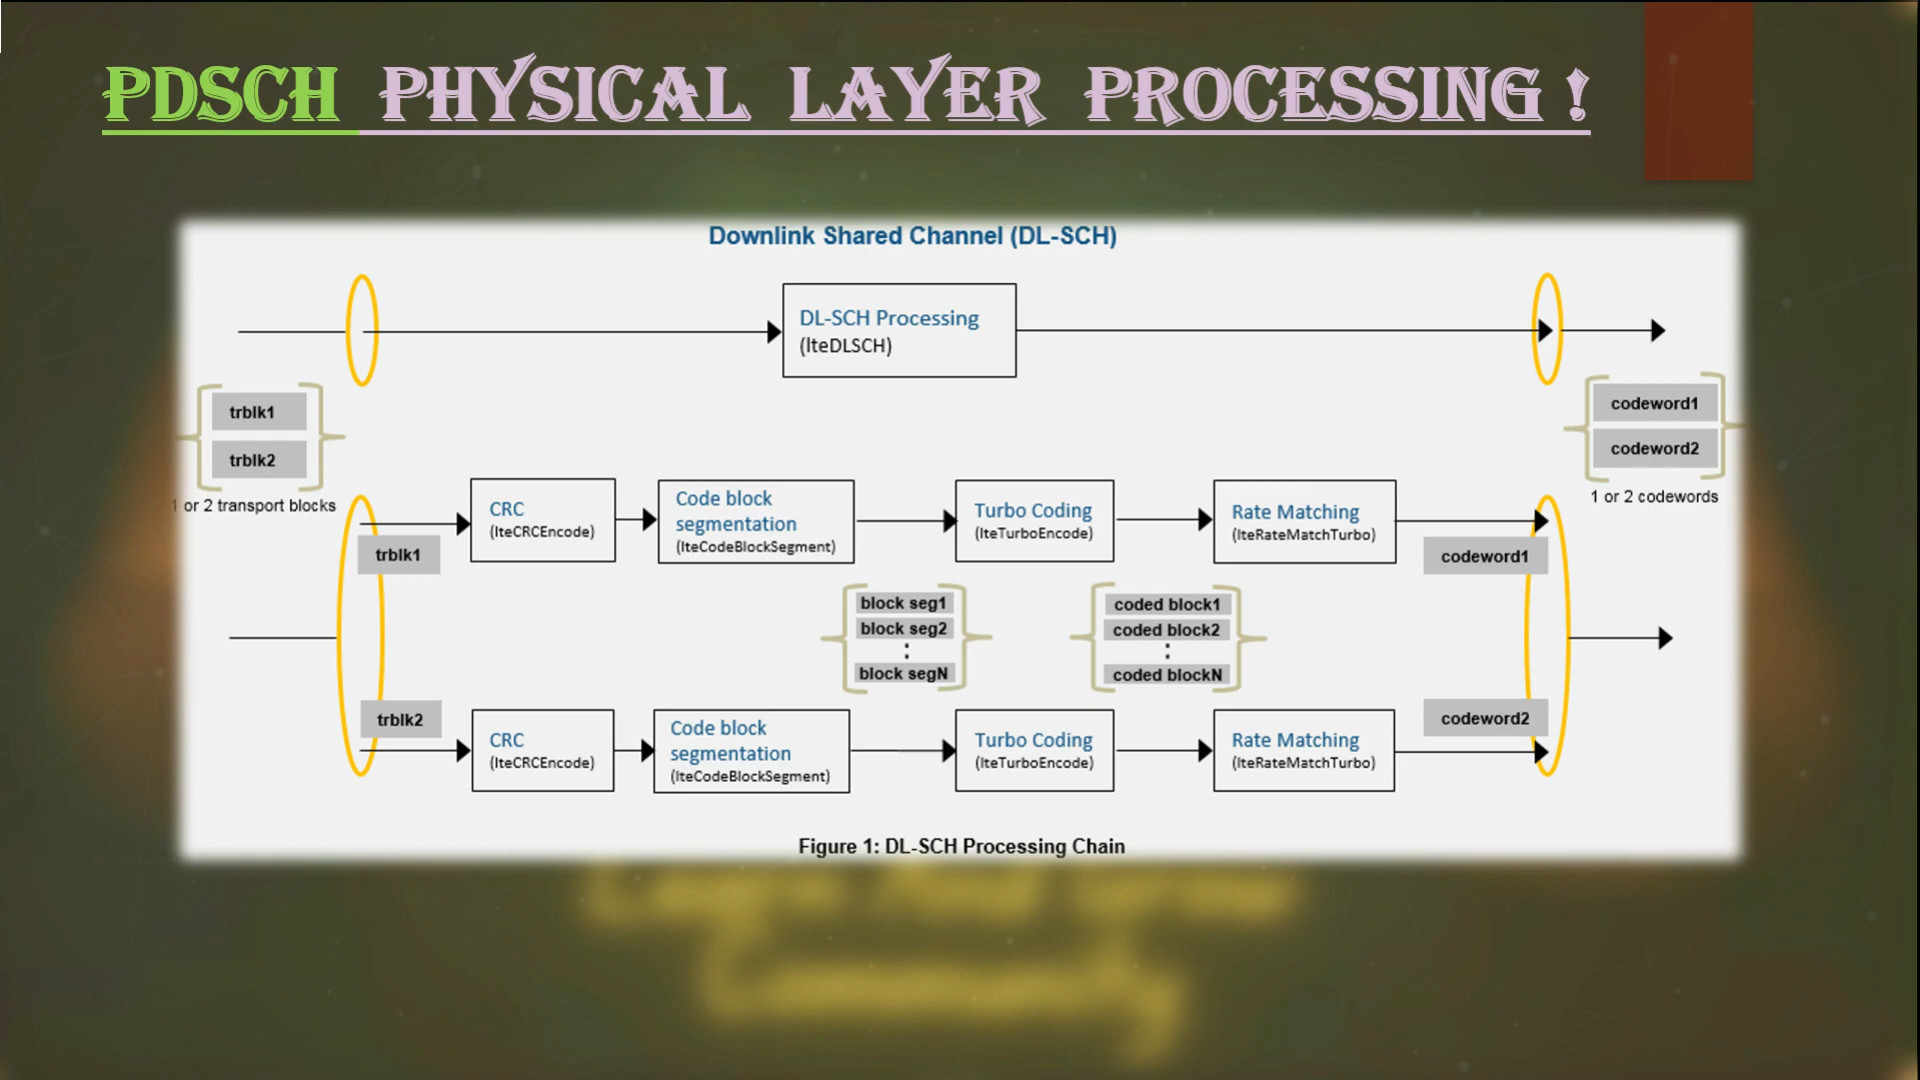 PDSCH PHYSICAL LAYER PROCESSING !
Downlink Shared Channel (DL-SCH)
DL-SCH Processing
(lteDLSCH)
trblk1
trblk2
1 or 2 transport blocks
codeword1
codeword2
1 or 2 codewords
trblk1
CRC
(lteCRCEncode)
Code block
segmentation
(lteCodeBlockSegment)
Turbo Coding
(lteTurboEncode)
Rate Matching
(lteRateMatchTurbo)
codeword1
block seg1
block seg2
:
block segN
coded block1
coded block2
:
coded blockN
trblk2
CRC
(lteCRCEncode)
Code block
segmentation
(lteCodeBlockSegment)
Turbo Coding
(lteTurboEncode)
Rate Matching
(lteRateMatchTurbo)
codeword2
Figure 1: DL-SCH Processing Chain
Community